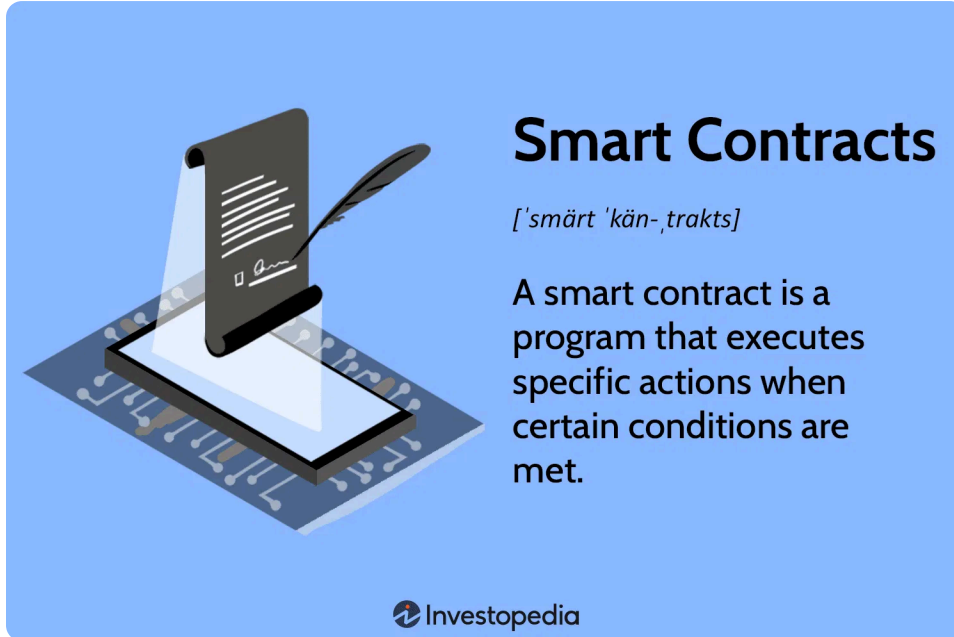 Smart Contracts
[ˈsmärt ˈkän-ˌtrakts]
A smart contract is a
program that executes
specific actions when
certain conditions are
met.
Investopedia